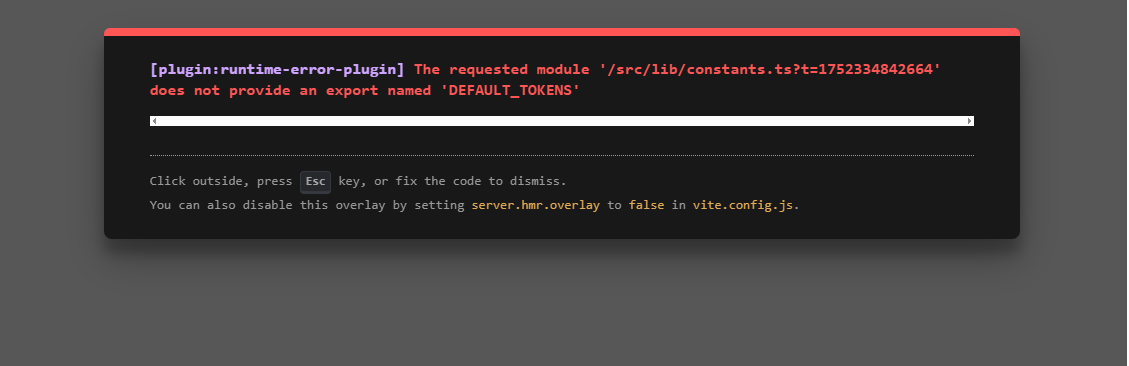 [plugin:runtime-error-plugin] The requested module '/src/lib/constants.ts?t=1752334842664'
does not provide an export named 'DEFAULT_TOKENS'
Click outside, press Esc key, or fix the code to dismiss.
You can also disable this overlay by setting server.hmr.overlay to false in vite.config.js.